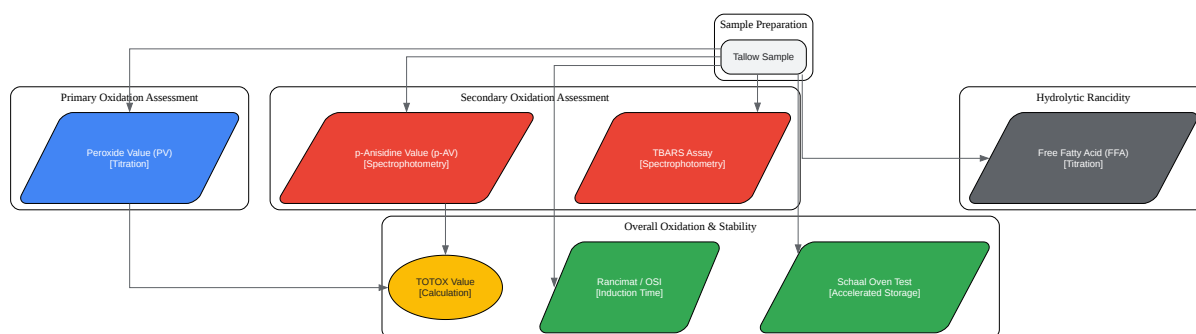 Sample Preparation
Tallow Sample
Primary Oxidation Assessment
Secondary Oxidation Assessment
Hydrolytic Rancidity
Peroxide Value (PV)
[Titration]
p-Anisidine Value (p-AV)
[Spectrophotometry]
TBARS Assay
[Spectrophotometry]
Free Fatty Acid (FFA)
[Titration]
Overall Oxidation & Stability
TOTOX Value
[Calculation]
Rancimat / OSI
[Induction Time]
Schaal Oven Test
[Accelerated Storage]